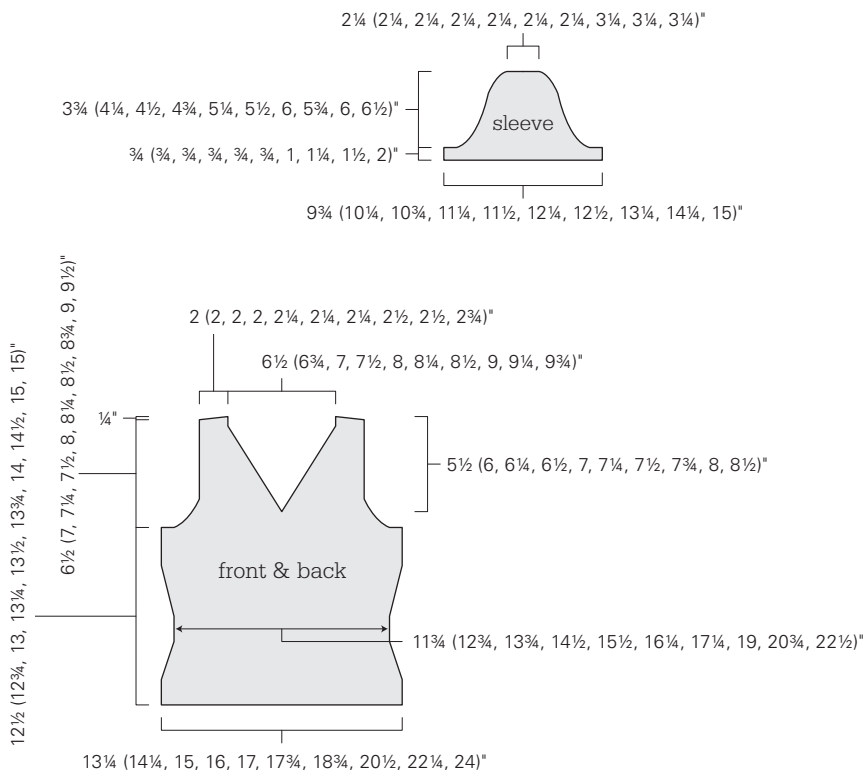 2¼ (2¼, 2¼, 2¼, 2¼, 2¼, 2¼, 3¼, 3¼, 3¼)"
3¾ (4¼, 4½, 4¾, 5¼, 5½, 6, 5¾, 6, 6½)"
sleeve
¾ (¾, ¾, ¾, ¾, ¾, 1, 1¼, 1½, 2)"
9¾ (10¼, 10¾, 11¼, 11½, 12¼, 12½, 13¼, 14¼, 15)"
2 (2, 2, 2, 2¼, 2¼, 2¼, 2½, 2½, 2¾)"
6½ (6¾, 7, 7½, 8, 8¼, 8½, 9, 9¼, 9¾)"
¼"
6½ (7, 7¼, 7½, 8, 8¼, 8½, 8¾, 9, 9½)"
12½ (12¾, 13, 13¼, 13½, 13¾, 14, 14½, 15, 15)"
5½ (6, 6¼, 6½, 7, 7¼, 7½, 7¾, 8, 8½)"
front & back
11¾ (12¾, 13¾, 14½, 15½, 16¼, 17¼, 19, 20¾, 22½)"
13¼ (14¼, 15, 16, 17, 17¾, 18¾, 20½, 22¼, 24)"